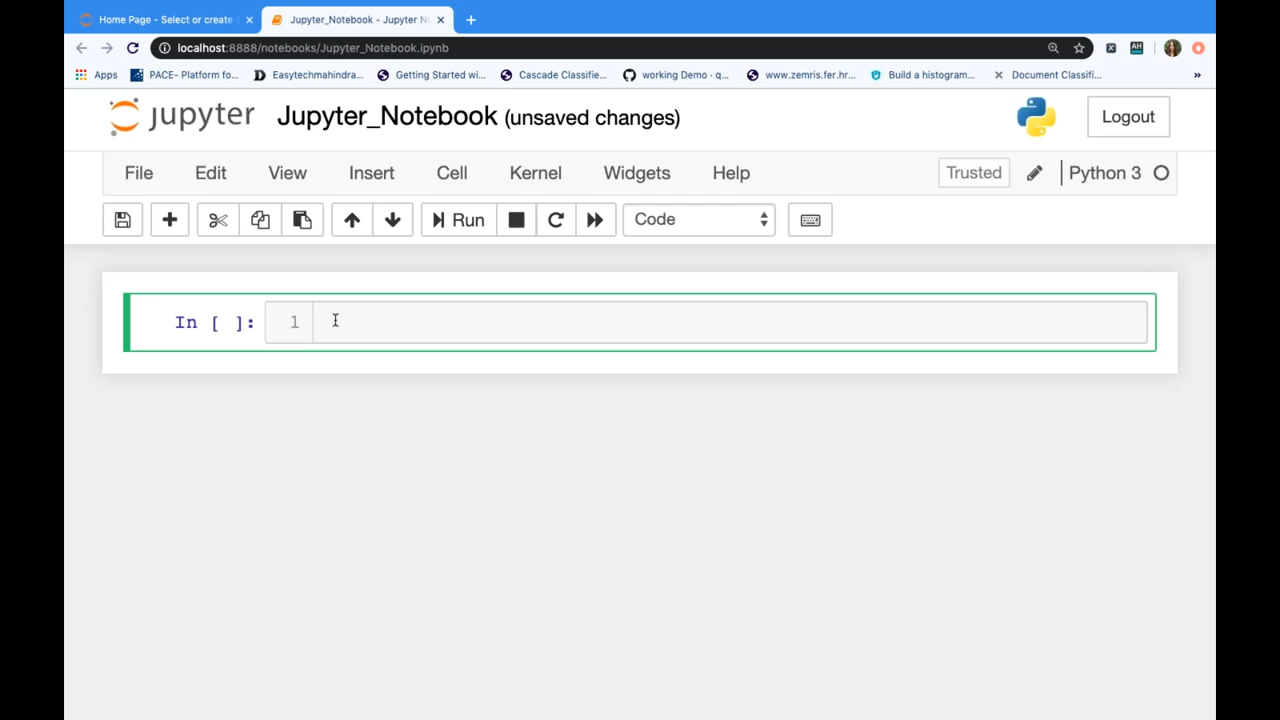 Home Page - Select or create
Jupyter_Notebook - Jupyter N
localhost:8888/notebooks/Jupyter_Notebook.ipynb
Apps PACE- Platform fo... Easytechmahindra... Getting Started wi... Cascade Classifie... working Demo · q... www.zemris.fer.hr... Build a histogram... Document Classifi... »
jupyter Jupyter_Notebook (unsaved changes) Logout
File Edit View Insert Cell Kernel Widgets Help Trusted Python 3
Run Code
In [ ]: 1